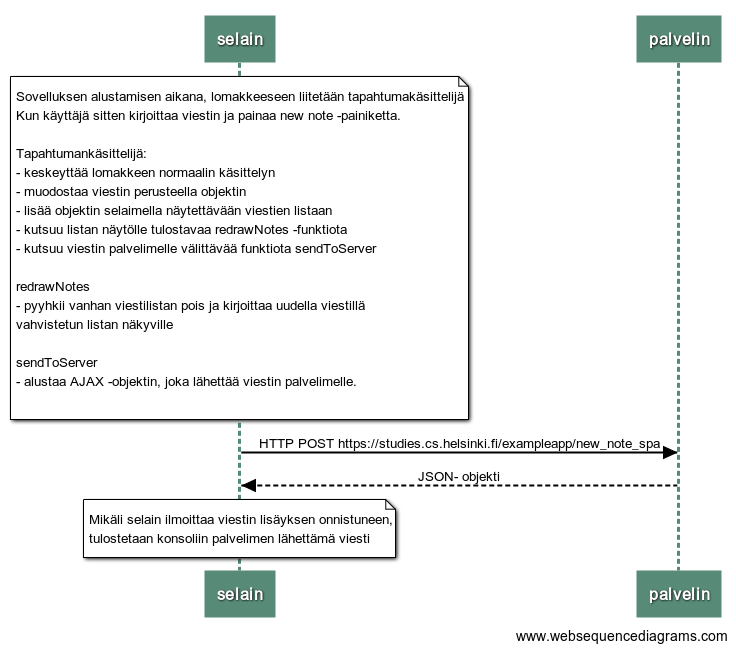 selain
palvelin
Sovelluksen alustamisen aikana, lomakkeeseen liitetään tapahtumakäsittelijä
Kun käyttäjä sitten kirjoittaa viestin ja painaa new note -painiketta.
Tapahtumankäsittelijä:
- keskeyttää lomakkeen normaalin käsittelyn
- muodostaa viestin perusteella objektin
- lisää objektin selaimella näytettävään viestien listaan
- kutsuu listan näytölle tulostavaa redrawNotes -funktiota
- kutsuu viestin palvelimelle välittävää funktiota sendToServer
redrawNotes
- pyyhkii vanhan viestilistan pois ja kirjoittaa uudella viestillä
vahvistetun listan näkyville
sendToServer
- alustaa AJAX -objektin, joka lähettää viestin palvelimelle.
HTTP POST https://studies.cs.helsinki.fi/exampleapp/new_note_spa
JSON- objekti
Mikäli selain ilmoittaa viestin lisäyksen onnistuneen,
tulostetaan konsoliin palvelimen lähettämä viesti
selain
palvelin
www.websequencediagrams.com